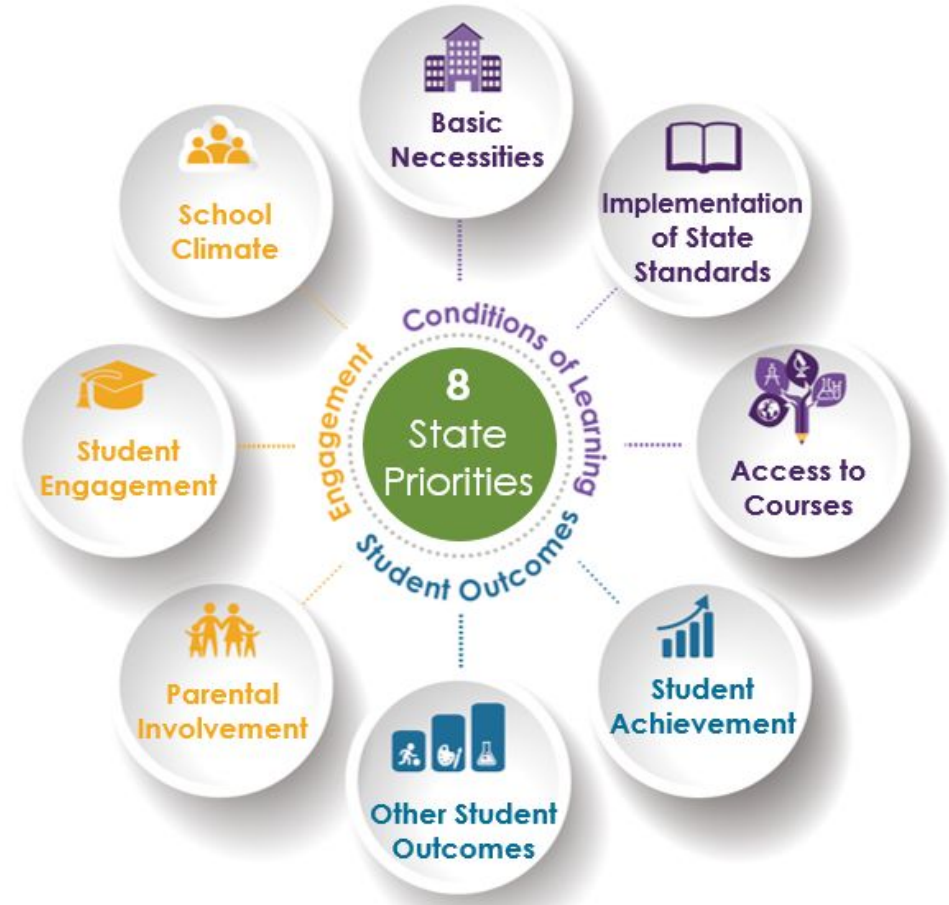 8
State
Priorities
Conditions of Learning
Student Outcomes
Engagement
Basic
Necessities
Implementation
of State
Standards
Access to
Courses
Student
Achievement
Other Student
Outcomes
Parental
Involvement
Student
Engagement
School
Climate